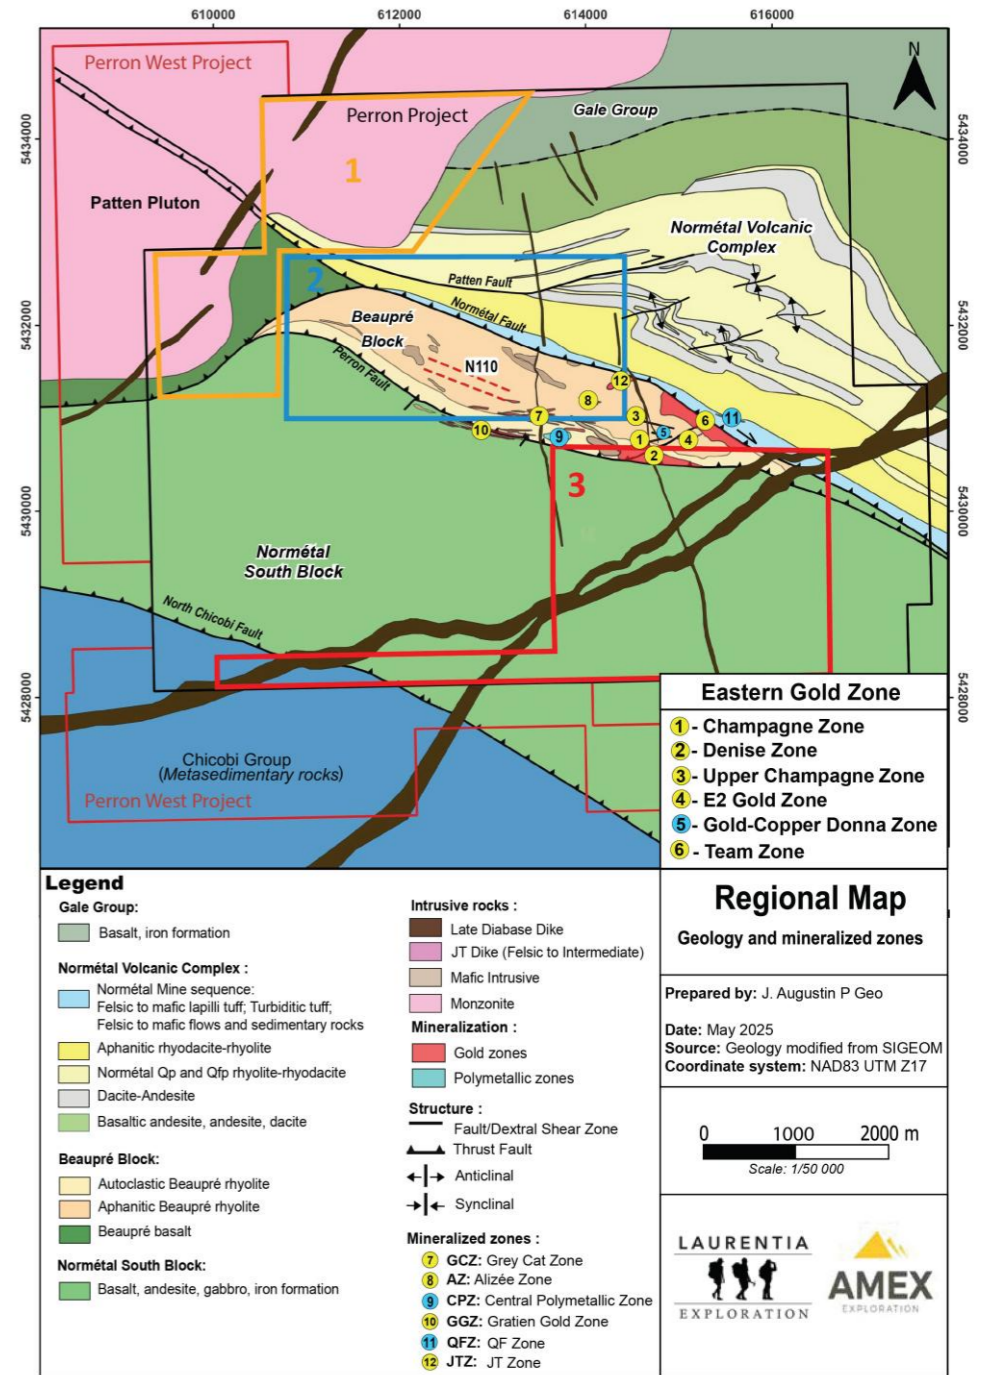 610000
612000
614000
616000
Perron West Project
Perron Project
Gale Group
N
5434000
5434000
1
Patten Pluton
Normétal Volcanic
Complex
2
Patten Fault
Normétal Fault
5432000
5432000
Beaupré
Block
Perron Fault
N110
12
8
7
3
6
11
10
9
1
5
4
2
3
5430000
5430000
Normétal
South Block
North Chicobi Fault
5428000
5428000
Chicobi Group
(Metasedimentary rocks)
Perron West Project
Eastern Gold Zone
1 - Champagne Zone
2 - Denise Zone
3 - Upper Champagne Zone
4 - E2 Gold Zone
5 - Gold-Copper Donna Zone
6 - Team Zone
Legend
Gale Group:
Basalt, iron formation
Normétal Volcanic Complex :
Normétal Mine sequence:
Felsic to mafic lapilli tuff; Turbiditic tuff;
Felsic to mafic flows and sedimentary rocks
Aphanitic rhyodacite-rhyolite
Normétal Qp and Qfp rhyolite-rhyodacite
Dacite-Andesite
Basaltic andesite, andesite, dacite
Beaupré Block:
Autoclastic Beaupré rhyolite
Aphanitic Beaupré rhyolite
Beaupré basalt
Normétal South Block:
Basalt, andesite, gabbro, iron formation
Intrusive rocks :
Late Diabase Dike
JT Dike (Felsic to Intermediate)
Mafic Intrusive
Monzonite
Mineralization :
Gold zones
Polymetallic zones
Structure :
Fault/Dextral Shear Zone
Thrust Fault
Anticlinal
Synclinal
Mineralized zones :
7 GCZ: Grey Cat Zone
8 AZ: Alizée Zone
9 CPZ: Central Polymetallic Zone
10 GGZ: Gratien Gold Zone
11 QFZ: QF Zone
12 JTZ: JT Zone
Regional Map
Geology and mineralized zones
Prepared by: J. Augustin P Geo
Date: May 2025
Source: Geology modified from SIGEOM
Coordinate system: NAD83 UTM Z17
0 1000 2000 m
Scale: 1/50 000
LAURENTIA
EXPLORATION
AMEX
EXPLORATION